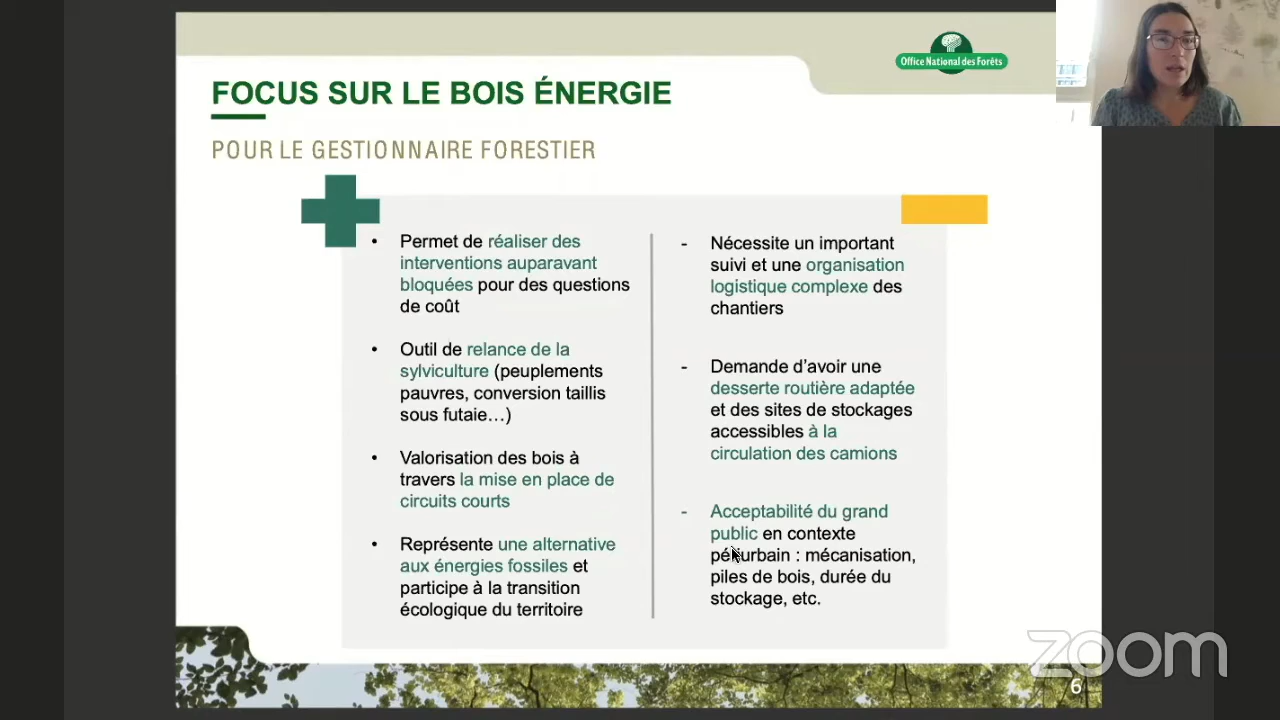 Office National des Forêts
FOCUS SUR LE BOIS ÉNERGIE
POUR LE GESTIONNAIRE FORESTIER
• Permet de réaliser des
interventions auparavant
bloquées pour des questions
de coût
• Outil de relance de la
sylviculture (peuplements
pauvres, conversion taillis
sous futaie…)
• Valorisation des bois à
travers la mise en place de
circuits courts
• Représente une alternative
aux énergies fossiles et
participe à la transition
écologique du territoire
- Nécessite un important
suivi et une organisation
logistique complexe des
chantiers
- Demande d’avoir une
desserte routière adaptée
et des sites de stockages
accessibles à la
circulation des camions
- Acceptabilité du grand
public en contexte
périurbain : mécanisation,
piles de bois, durée du
stockage, etc.
zoom
6